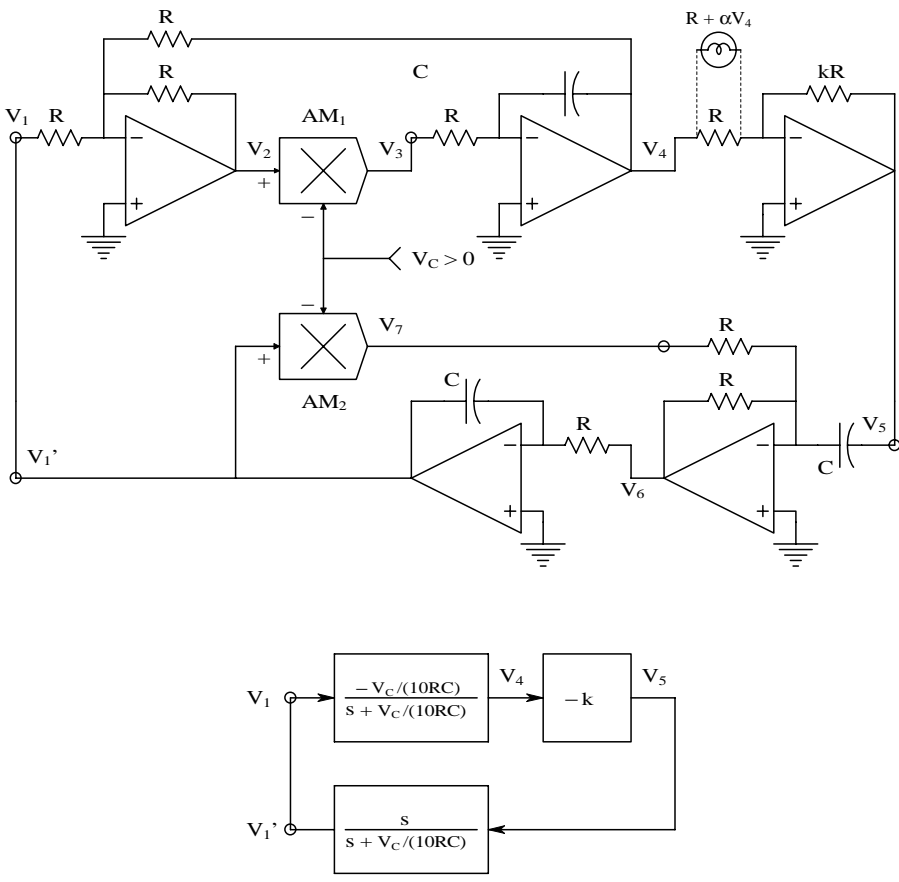 R
R + αV4
R
C
kR
V1
R
AM1
R
R
V2
V3
V4
−
−
−
+
+
+
+
−
VC > 0
−
V7
R
+
AM2
C
R
R
V5
−
−
C
V1’
V6
+
+
V1
− VC/(10RC)
s + VC/(10RC)
V4
− k
V5
V1’
s
s + VC/(10RC)